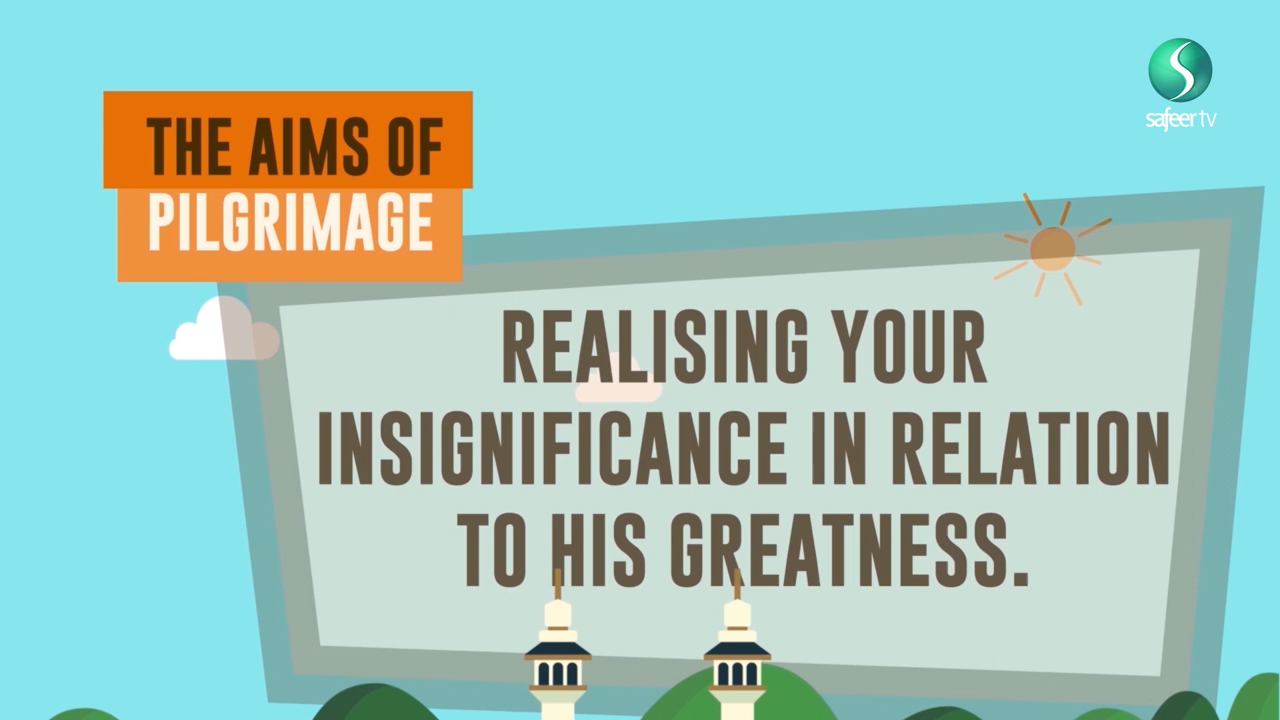 safeer tv
THE AIMS OF
PILGRIMAGE
REALISING YOUR
INSIGNIFICANCE IN RELATION
TO HIS GREATNESS.